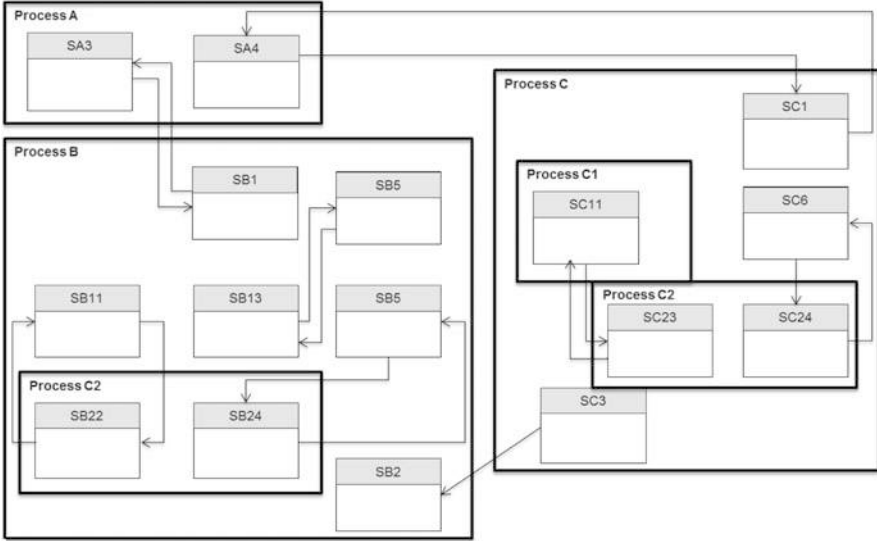 Process A
SA3
SA4
Process C
SC1
Process B
SB1
SB5
Process C1
SC11
SC6
SB11
SB13
SB5
Process C2
SC23
SC24
Process C2
SB22
SB24
SC3
SB2